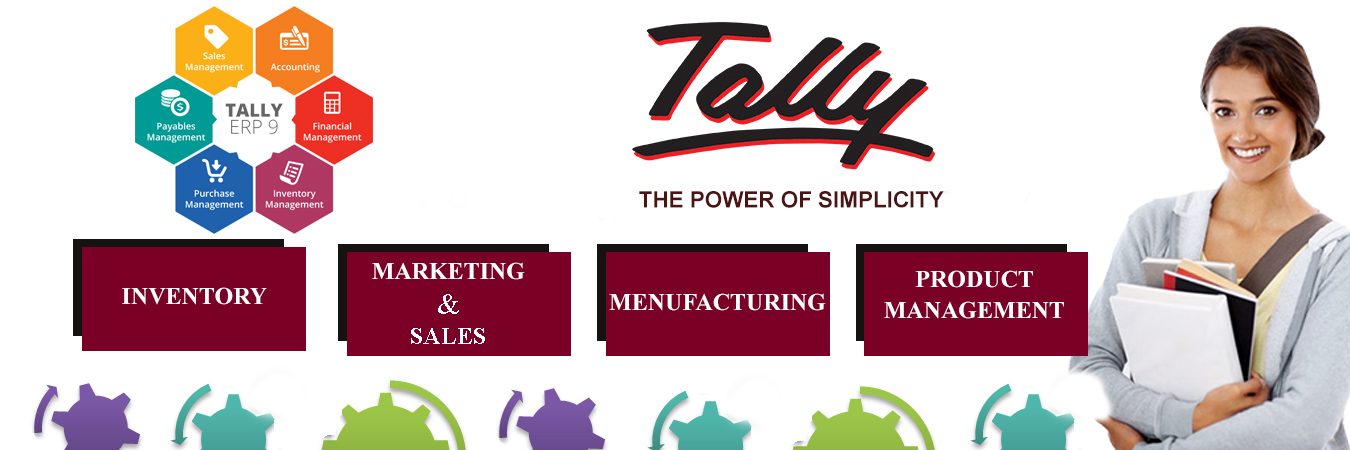 Sales
Management
Accounting
Payables
Management
TALLY
ERP 9
Financial
Management
Purchase
Management
Inventory
Management
Tally
THE POWER OF SIMPLICITY
INVENTORY
MARKETING
&
SALES
MENUFACTURING
PRODUCT
MANAGEMENT